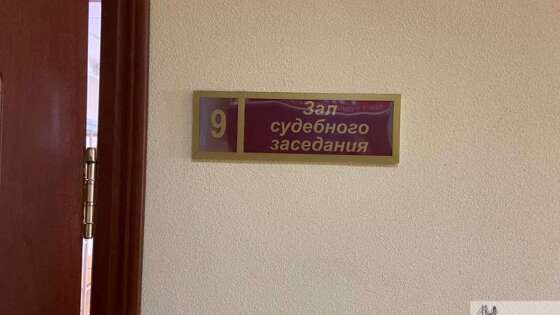 9
Зал
судебного
заседания